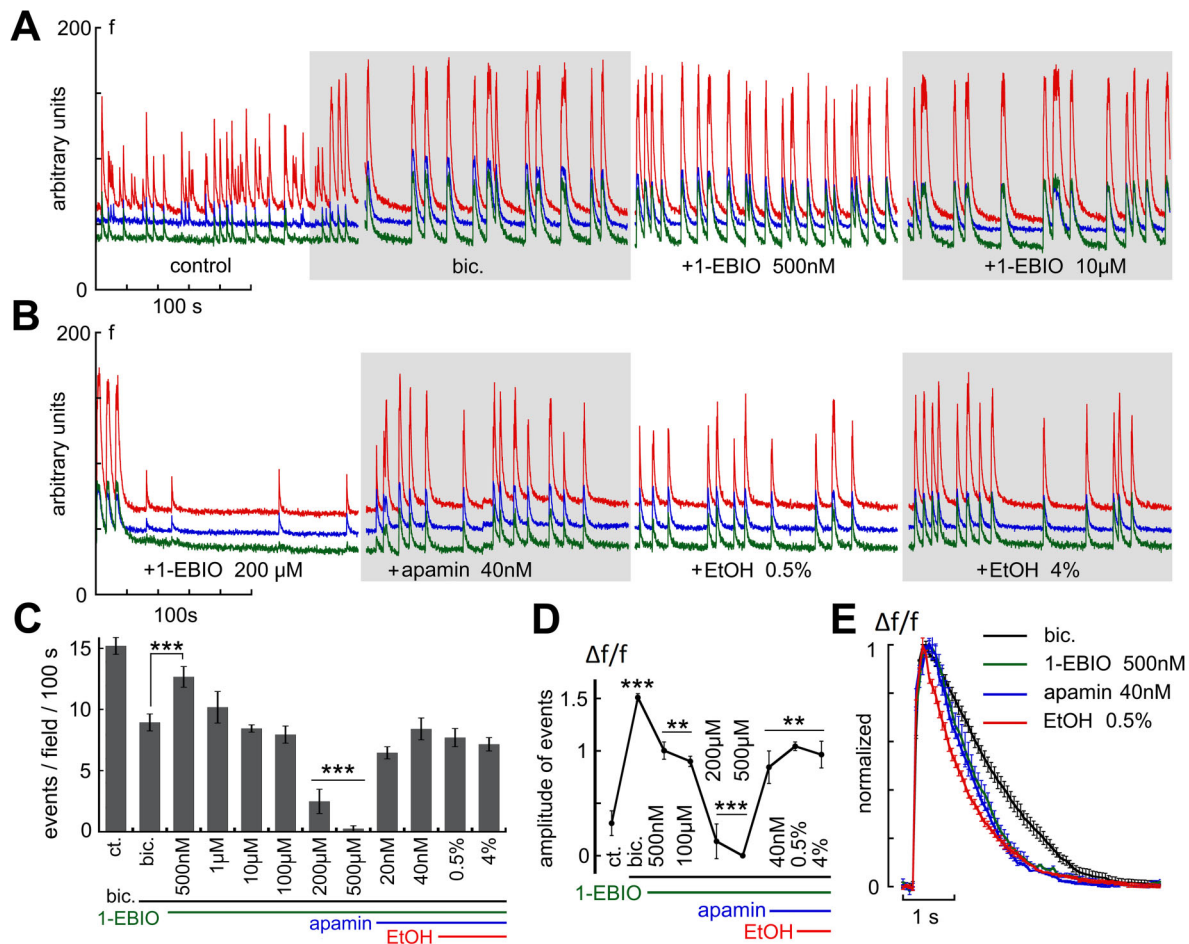 A
200
f
arbitrary units
0
control
bic.
+1-EBIO 500nM
+1-EBIO 10µM
100 s
B
200
f
arbitrary units
0
+1-EBIO 200 µM
+apamin 40nM
+EtOH 0.5%
+EtOH 4%
100s
C
events / field / 100 s
15
10
5
0
***
***
ct.
bic.
500nM
1µM
10µM
100µM
200µM
500µM
20nM
40nM
0.5%
4%
bic.
1-EBIO
apamin
EtOH
D
Δf/f
amplitude of events
1.5
1
0
***
**
***
**
ct.
bic.
500nM
100µM
200µM
500µM
40nM
0.5%
4%
1-EBIO
apamin
EtOH
E
Δf/f
normalized
1
0
bic.
1-EBIO 500nM
apamin 40nM
EtOH 0.5%
1 s